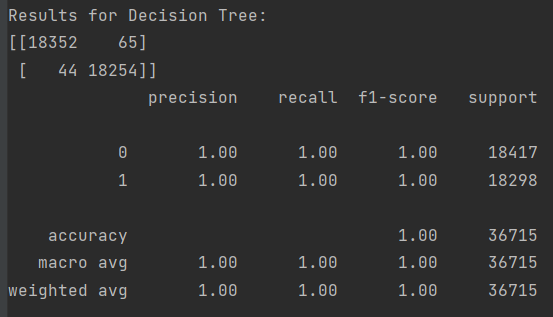 Results for Decision Tree:
[[18352    65]
 [   44 18254]]
              precision    recall  f1-score   support

           0       1.00      1.00      1.00     18417
           1       1.00      1.00      1.00     18298

    accuracy                           1.00     36715
   macro avg       1.00      1.00      1.00     36715
weighted avg       1.00      1.00      1.00     36715